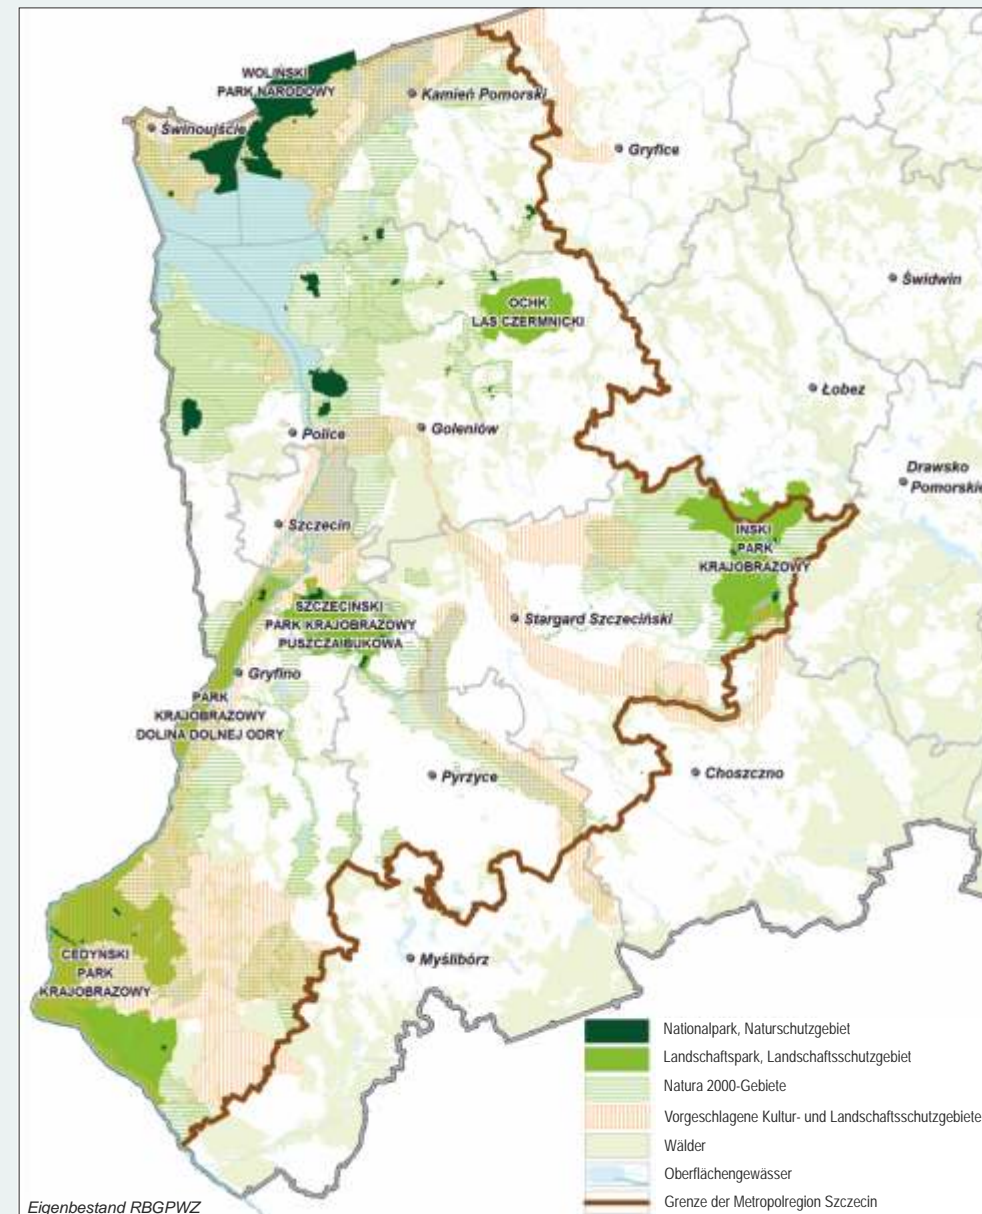 WOLIŃSKI
PARK NARODOWY
Kamień Pomorski
Świnoujście
Gryfice
Świdwin
OCHK
LAS CZERMNICKI
Łobez
Police
Goleniów
Drawsko
Pomorskie
Szczecin
IŃSKI
PARK
KRAJOBRAZOWY
SZCZECIŃSKI
PARK KRAJOBRAZOWY
PUSZCZA BUKOWA
Stargard Szczeciński
Gryfino
PARK
KRAJOBRAZOWY
DOLINA DOLNEJ ODRY
Pyrzyce
Choszczno
CEDYŃSKI
PARK
KRAJOBRAZOWY
Myślibórz
Nationalpark, Naturschutzgebiet
Landschaftspark, Landschaftsschutzgebiet
Natura 2000-Gebiete
Vorgeschlagene Kultur- und Landschaftsschutzgebiete
Wälder
Oberflächengewässer
Grenze der Metropolregion Szczecin
Eigenbestand RBGPWZ